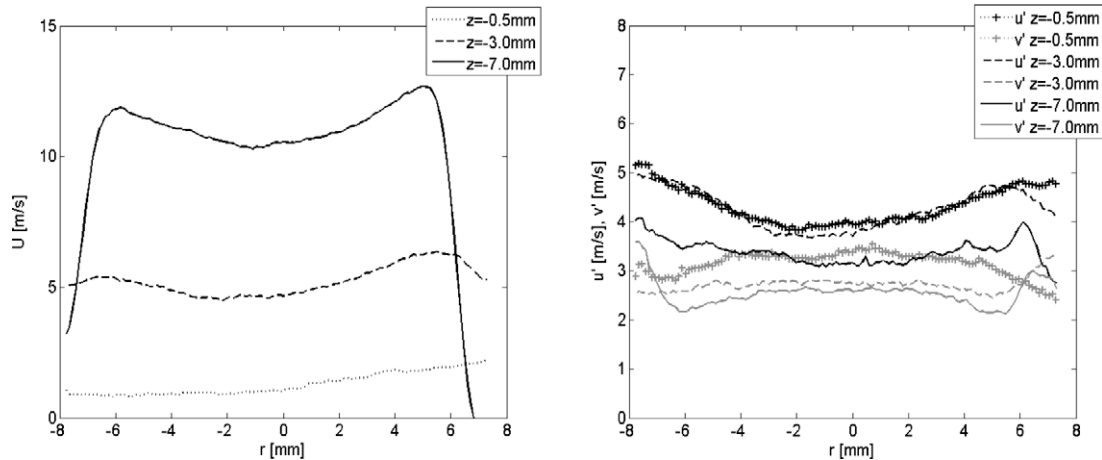 15
10
5
0
U [m/s]
-8 -6 -4 -2 0 2 4 6 8
r [mm]
z=-0.5mm
z=-3.0mm
z=-7.0mm
8
7
6
5
4
3
2
1
0
u' [m/s], v' [m/s]
-8 -6 -4 -2 0 2 4 6 8
r [mm]
u' z=-0.5mm
v' z=-0.5mm
u' z=-3.0mm
v' z=-3.0mm
u' z=-7.0mm
v' z=-7.0mm